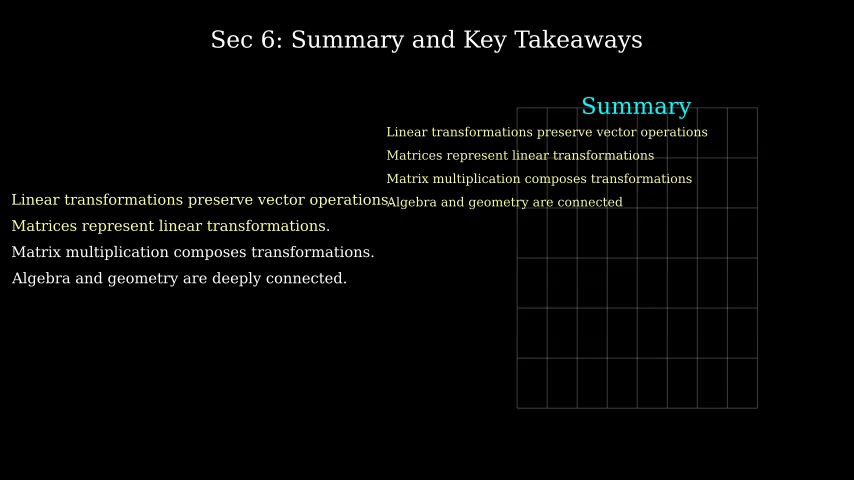 Sec 6: Summary and Key Takeaways
Summary
Linear transformations preserve vector operations
Matrices represent linear transformations
Matrix multiplication composes transformations
Algebra and geometry are connected
Linear transformations preserve vector operations.
Matrices represent linear transformations.
Matrix multiplication composes transformations.
Algebra and geometry are deeply connected.